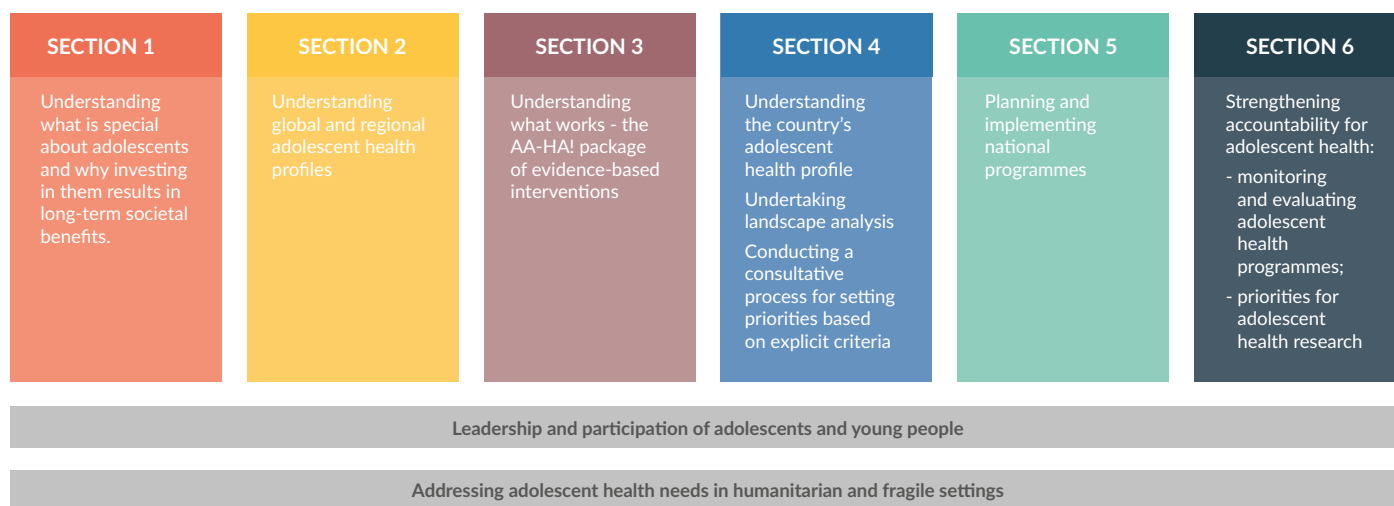 SECTION 1
Understanding
what is special
about adolescents
and why investing
in them results in
long-term societal
benefits.
SECTION 2
Understanding
global and regional
adolescent health
profiles
SECTION 3
Understanding
what works - the
AA-HA! package
of evidence-based
interventions
SECTION 4
Understanding
the country's
adolescent
health profile
Undertaking
landscape analysis
Conducting a
consultative
process for setting
priorities based
on explicit criteria
SECTION 5
Planning and
implementing
national
programmes
SECTION 6
Strengthening
accountability for
adolescent health:
- monitoring
and evaluating
adolescent
health
programmes;
- priorities for
adolescent
health research
Leadership and participation of adolescents and young people
Addressing adolescent health needs in humanitarian and fragile settings